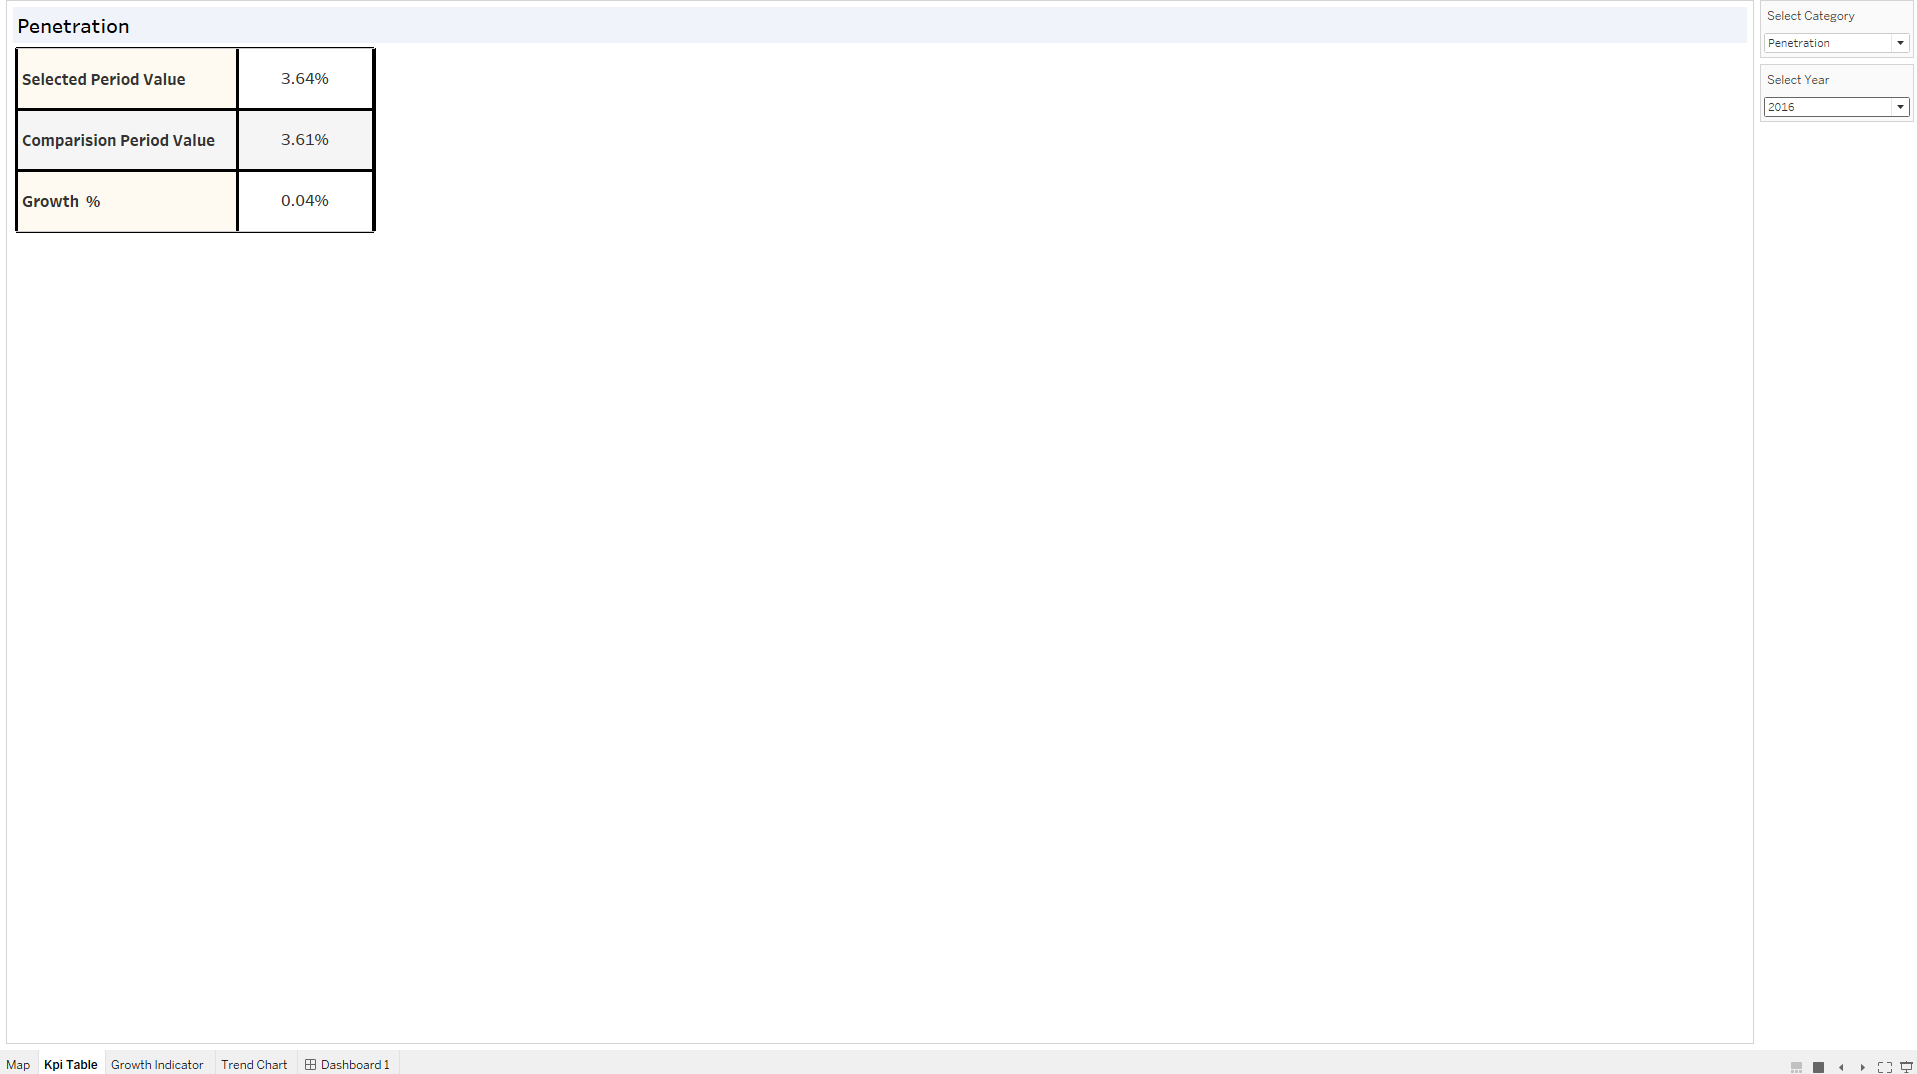 Penetration
Selected Period Value 3.64%
Comparision Period Value 3.61%
Growth % 0.04%
Select Category
Penetration
Select Year
2016
Map Kpi Table Growth Indicator Trend Chart Dashboard 1